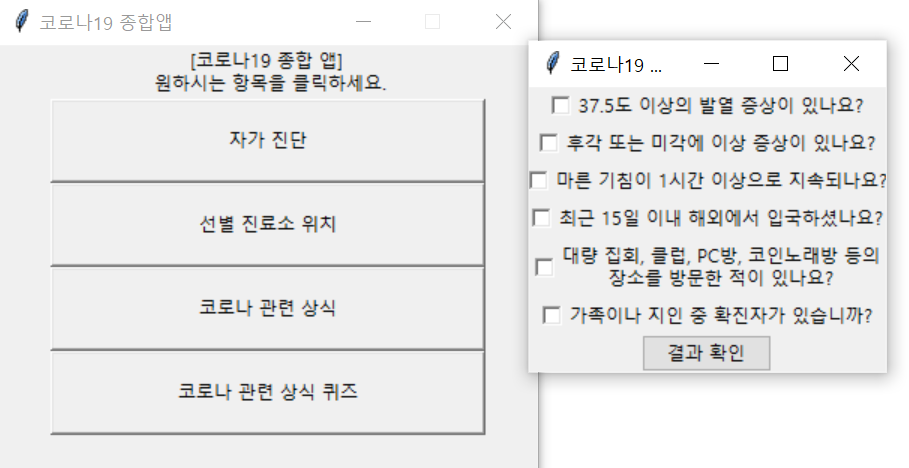 코로나19 종합앱
[코로나19 종합 앱]
원하시는 항목을 클릭하세요.
자가 진단
선별 진료소 위치
코로나 관련 상식
코로나 관련 상식 퀴즈
코로나19 ...
37.5도 이상의 발열 증상이 있나요?
후각 또는 미각에 이상 증상이 있나요?
마른 기침이 1시간 이상으로 지속되나요?
최근 15일 이내 해외에서 입국하셨나요?
대량 집회, 클럽, PC방, 코인노래방 등의
장소를 방문한 적이 있나요?
가족이나 지인 중 확진자가 있습니까?
결과 확인